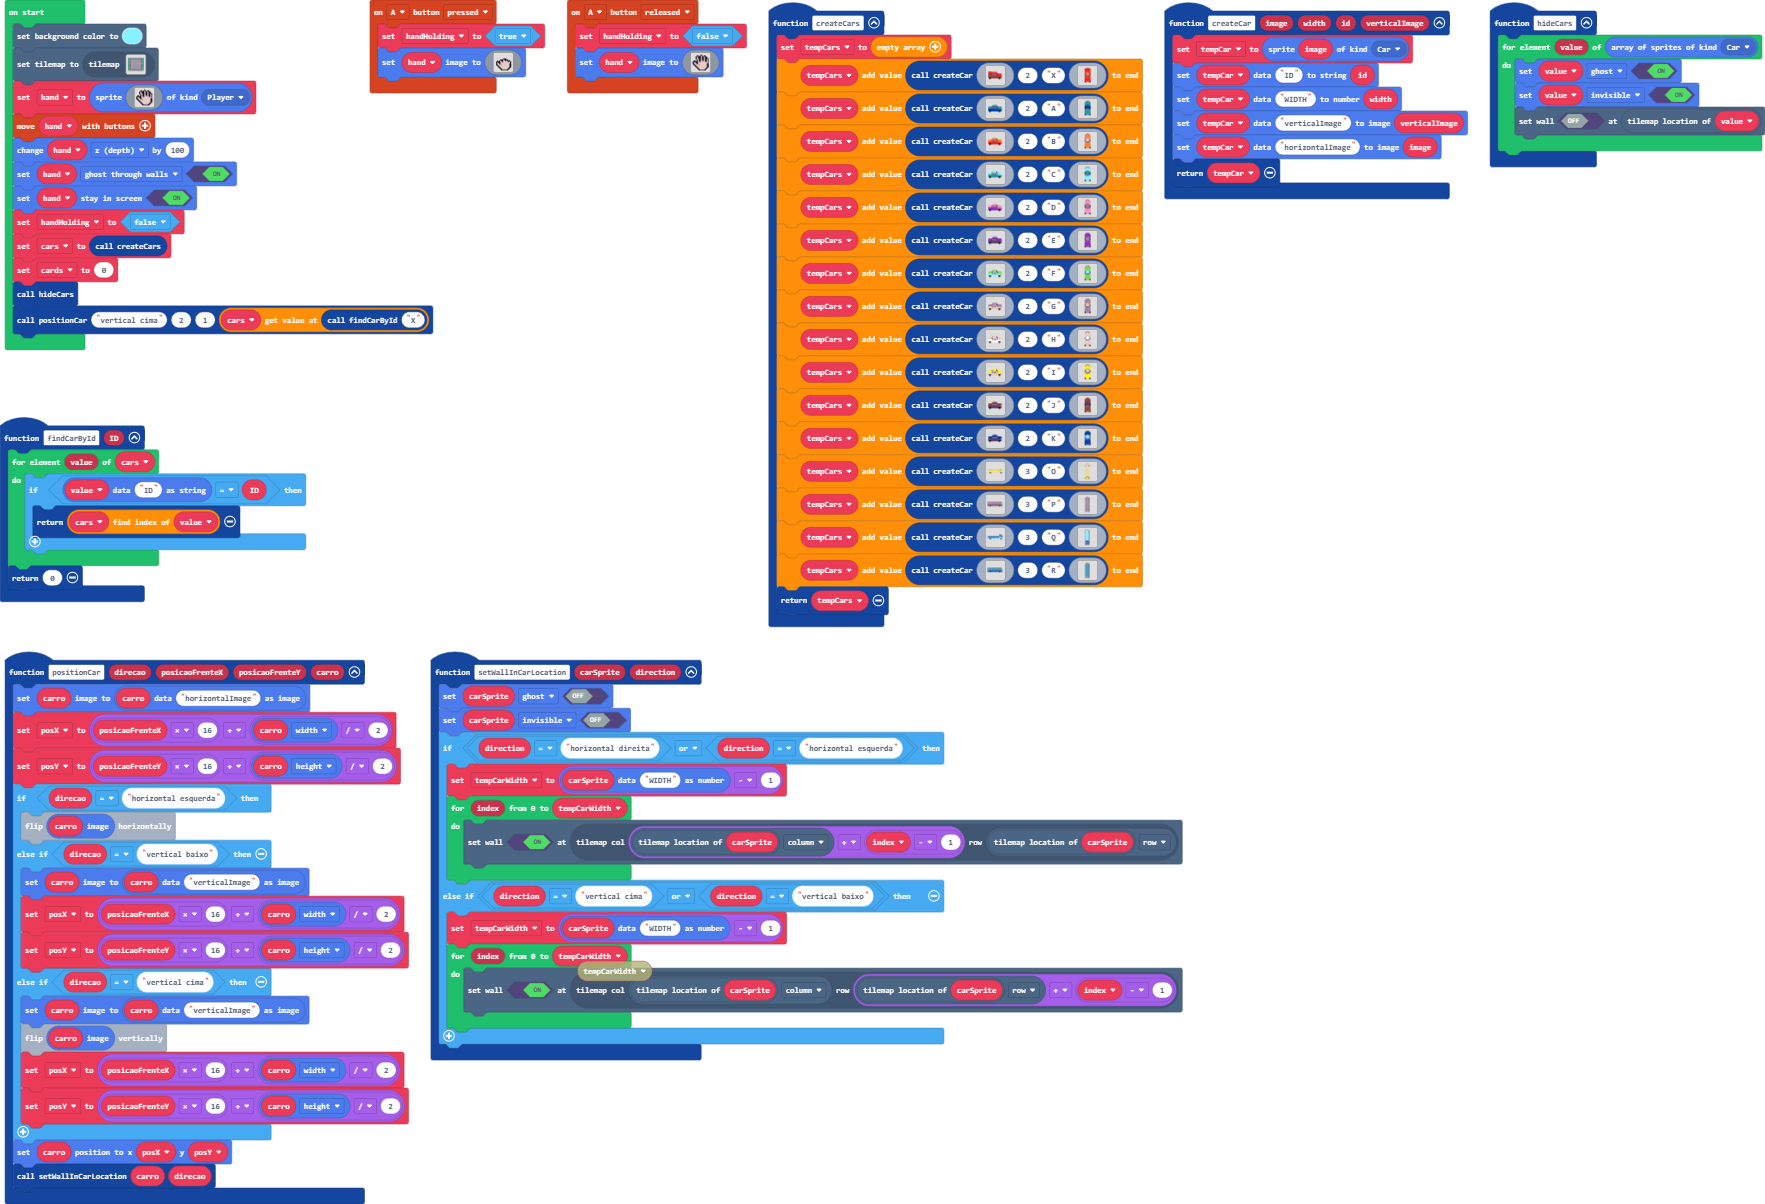 on start
set background color to
set tilemap to tilemap
set hand to sprite of kind Player
move hand with buttons
change hand z (depth) by 100
set hand ghost through walls ON
set hand stay in screen ON
set handHolding to false
set cars to call createCars
set cards to 0
call hideCars
call positionCar "vertical cima" 2 1 cars get value at call findCarById "X"
on A button pressed
set handHolding to true
set hand image to
on A button released
set handHolding to false
set hand image to
function createCars
set tempCars to empty array
tempCars add value call createCar 2 "X" to end
tempCars add value call createCar 2 "A" to end
tempCars add value call createCar 2 "B" to end
tempCars add value call createCar 2 "C" to end
tempCars add value call createCar 2 "D" to end
tempCars add value call createCar 2 "E" to end
tempCars add value call createCar 2 "F" to end
tempCars add value call createCar 2 "G" to end
tempCars add value call createCar 2 "H" to end
tempCars add value call createCar 2 "I" to end
tempCars add value call createCar 2 "J" to end
tempCars add value call createCar 2 "K" to end
tempCars add value call createCar 3 "O" to end
tempCars add value call createCar 3 "P" to end
tempCars add value call createCar 3 "Q" to end
tempCars add value call createCar 3 "R" to end
return tempCars
function createCar image width id verticalImage
set tempCar to sprite image of kind Car
set tempCar data "ID" to string id
set tempCar data "WIDTH" to number width
set tempCar data "verticalImage" to image verticalImage
set tempCar data "horizontalImage" to image image
return tempCar
function hideCars
for element value of array of sprites of kind Car
do set value ghost ON
set value invisible ON
set wall OFF at tilemap location of value
function findCarById ID
for element value of cars
do
if value data "ID" as string = ID then
return cars find index of value
return 0
function positionCar direcao posicaoFrenteX posicaoFrenteY carro
set carro image to carro data "horizontalImage" as image
set posX to posicaoFrenteX × 16 + carro width / 2
set posY to posicaoFrenteY × 16 + carro height / 2
if direcao = "horizontal esquerda" then
flip carro image horizontally
else if direcao = "vertical baixo" then
set carro image to carro data "verticalImage" as image
set posX to posicaoFrenteX × 16 + carro width / 2
set posY to posicaoFrenteY × 16 + carro height / 2
else if direcao = "vertical cima" then
set carro image to carro data "verticalImage" as image
flip carro image vertically
set posX to posicaoFrenteX × 16 + carro width / 2
set posY to posicaoFrenteY × 16 + carro height / 2
set carro position to x posX y posY
call setWallInCarLocation carro direcao
function setWallInCarLocation carSprite direction
set carSprite ghost OFF
set carSprite invisible OFF
if direction = "horizontal direita" or direction = "horizontal esquerda" then
set tempCarWidth to carSprite data "WIDTH" as number - 1
for index from 0 to tempCarWidth
do
set wall ON at tilemap col tilemap location of carSprite column + index - 1 row tilemap location of carSprite row
else if direction = "vertical cima" or direction = "vertical baixo" then
set tempCarWidth to carSprite data "WIDTH" as number - 1
for index from 0 to tempCarWidth
tempCarWidth
do
set wall ON at tilemap col tilemap location of carSprite column row tilemap location of carSprite row + index - 1